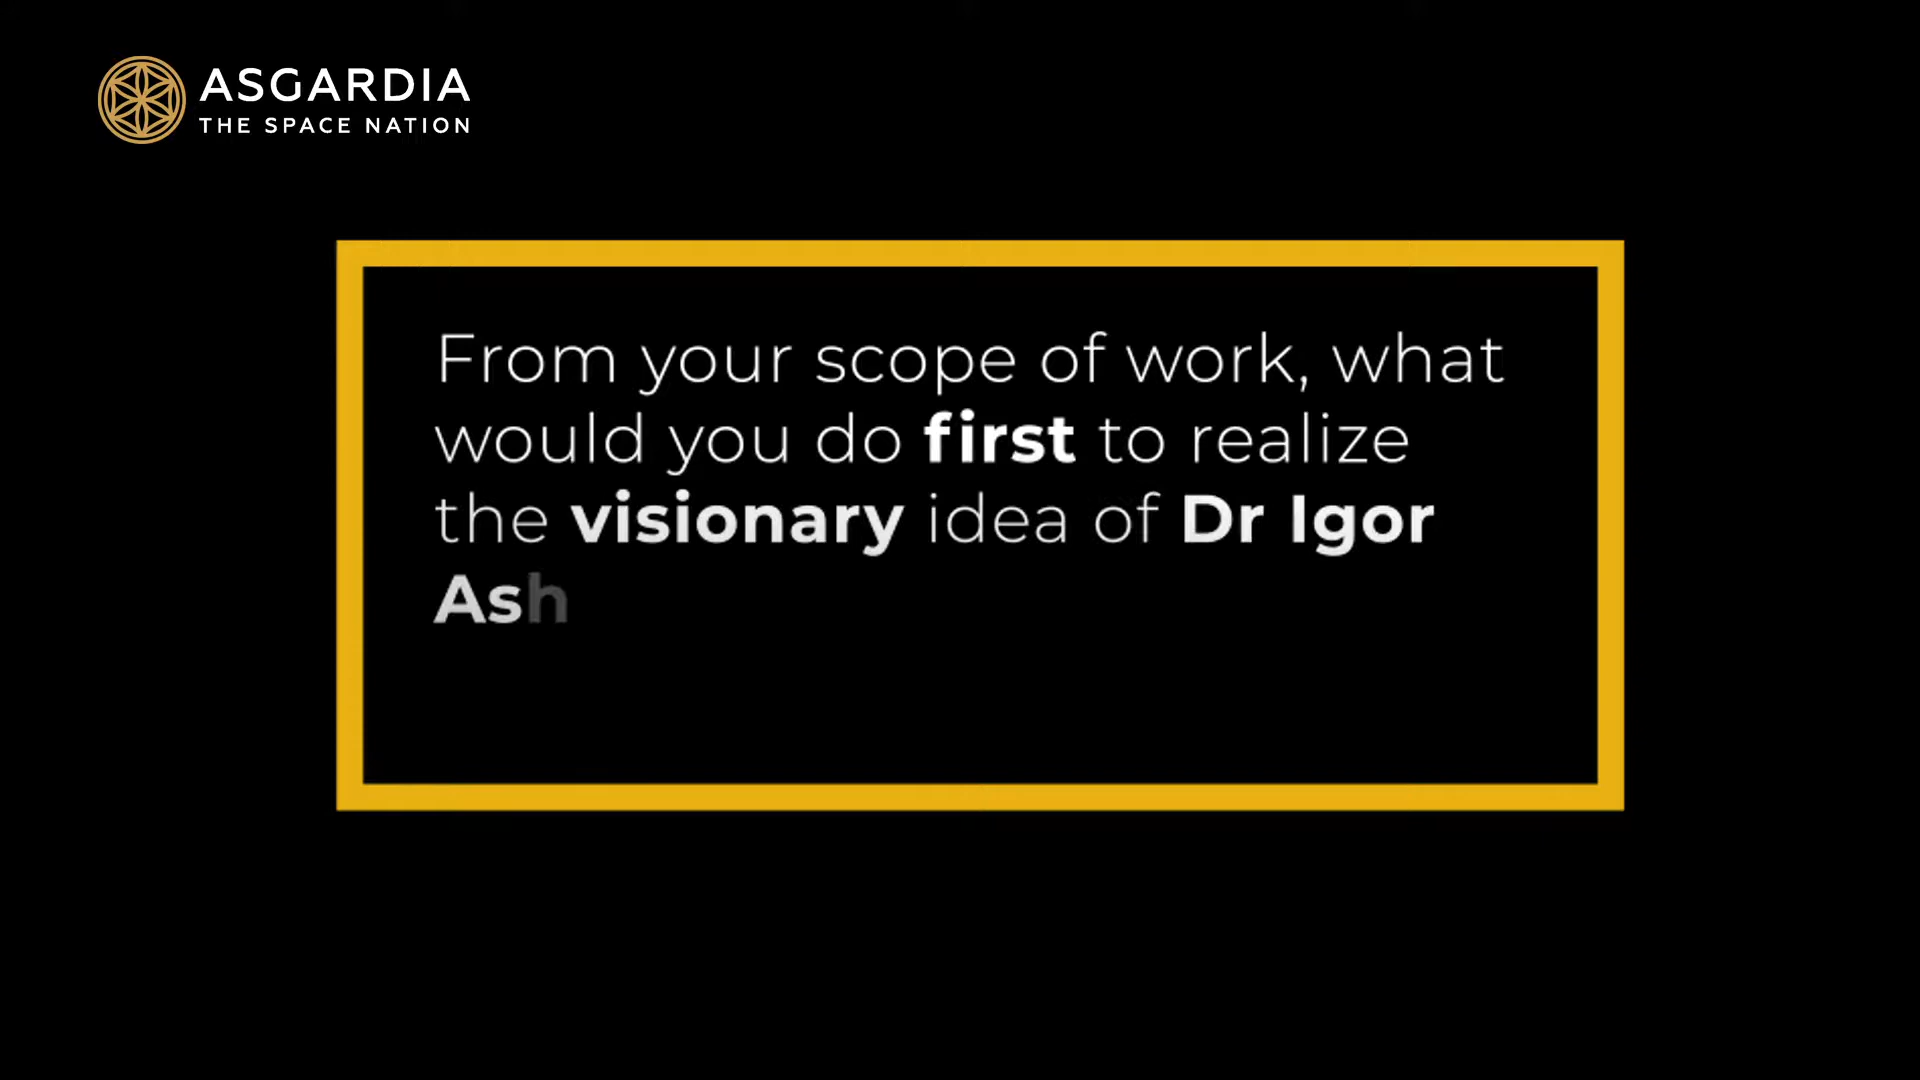 ASGARDIA
THE SPACE NATION
From your scope of work, what
would you do first to realize
the visionary idea of Dr Igor
Ash